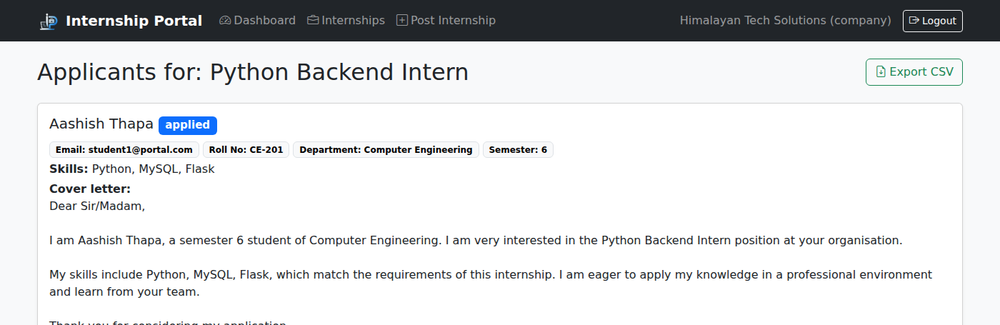 Internship Portal Dashboard Internships Post Internship Himalayan Tech Solutions (company) Logout
Applicants for: Python Backend Intern Export CSV
Aashish Thapa applied
Email: student1@portal.com Roll No: CE-201 Department: Computer Engineering Semester: 6
Skills: Python, MySQL, Flask
Cover letter:
Dear Sir/Madam,
I am Aashish Thapa, a semester 6 student of Computer Engineering. I am very interested in the Python Backend Intern position at your organisation.
My skills include Python, MySQL, Flask, which match the requirements of this internship. I am eager to apply my knowledge in a professional environment
and learn from your team.
Thank you for considering my application